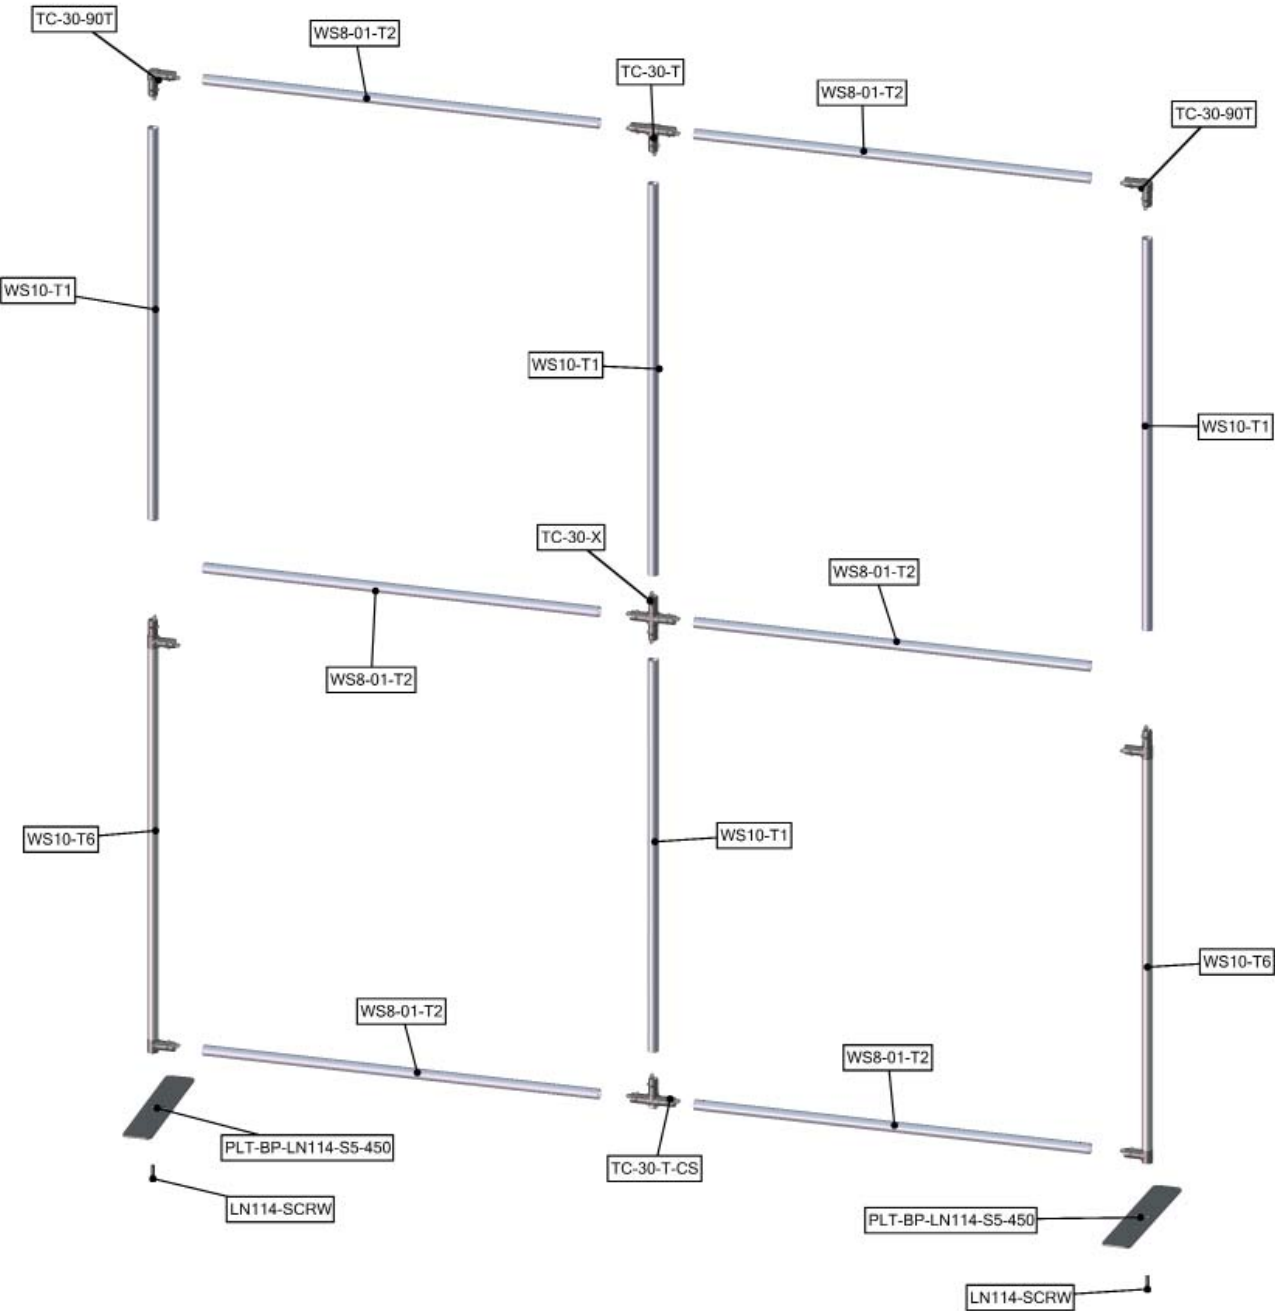 TC-30-90T
WS8-01-T2
TC-30-T
WS8-01-T2
TC-30-90T
WS10-T1
WS10-T1
WS10-T1
TC-30-X
WS8-01-T2
WS8-01-T2
WS10-T6
WS10-T1
WS10-T6
WS8-01-T2
WS8-01-T2
PLT-BP-LN114-S5-450
TC-30-T-CS
LN114-SCRW
PLT-BP-LN114-S5-450
LN114-SCRW